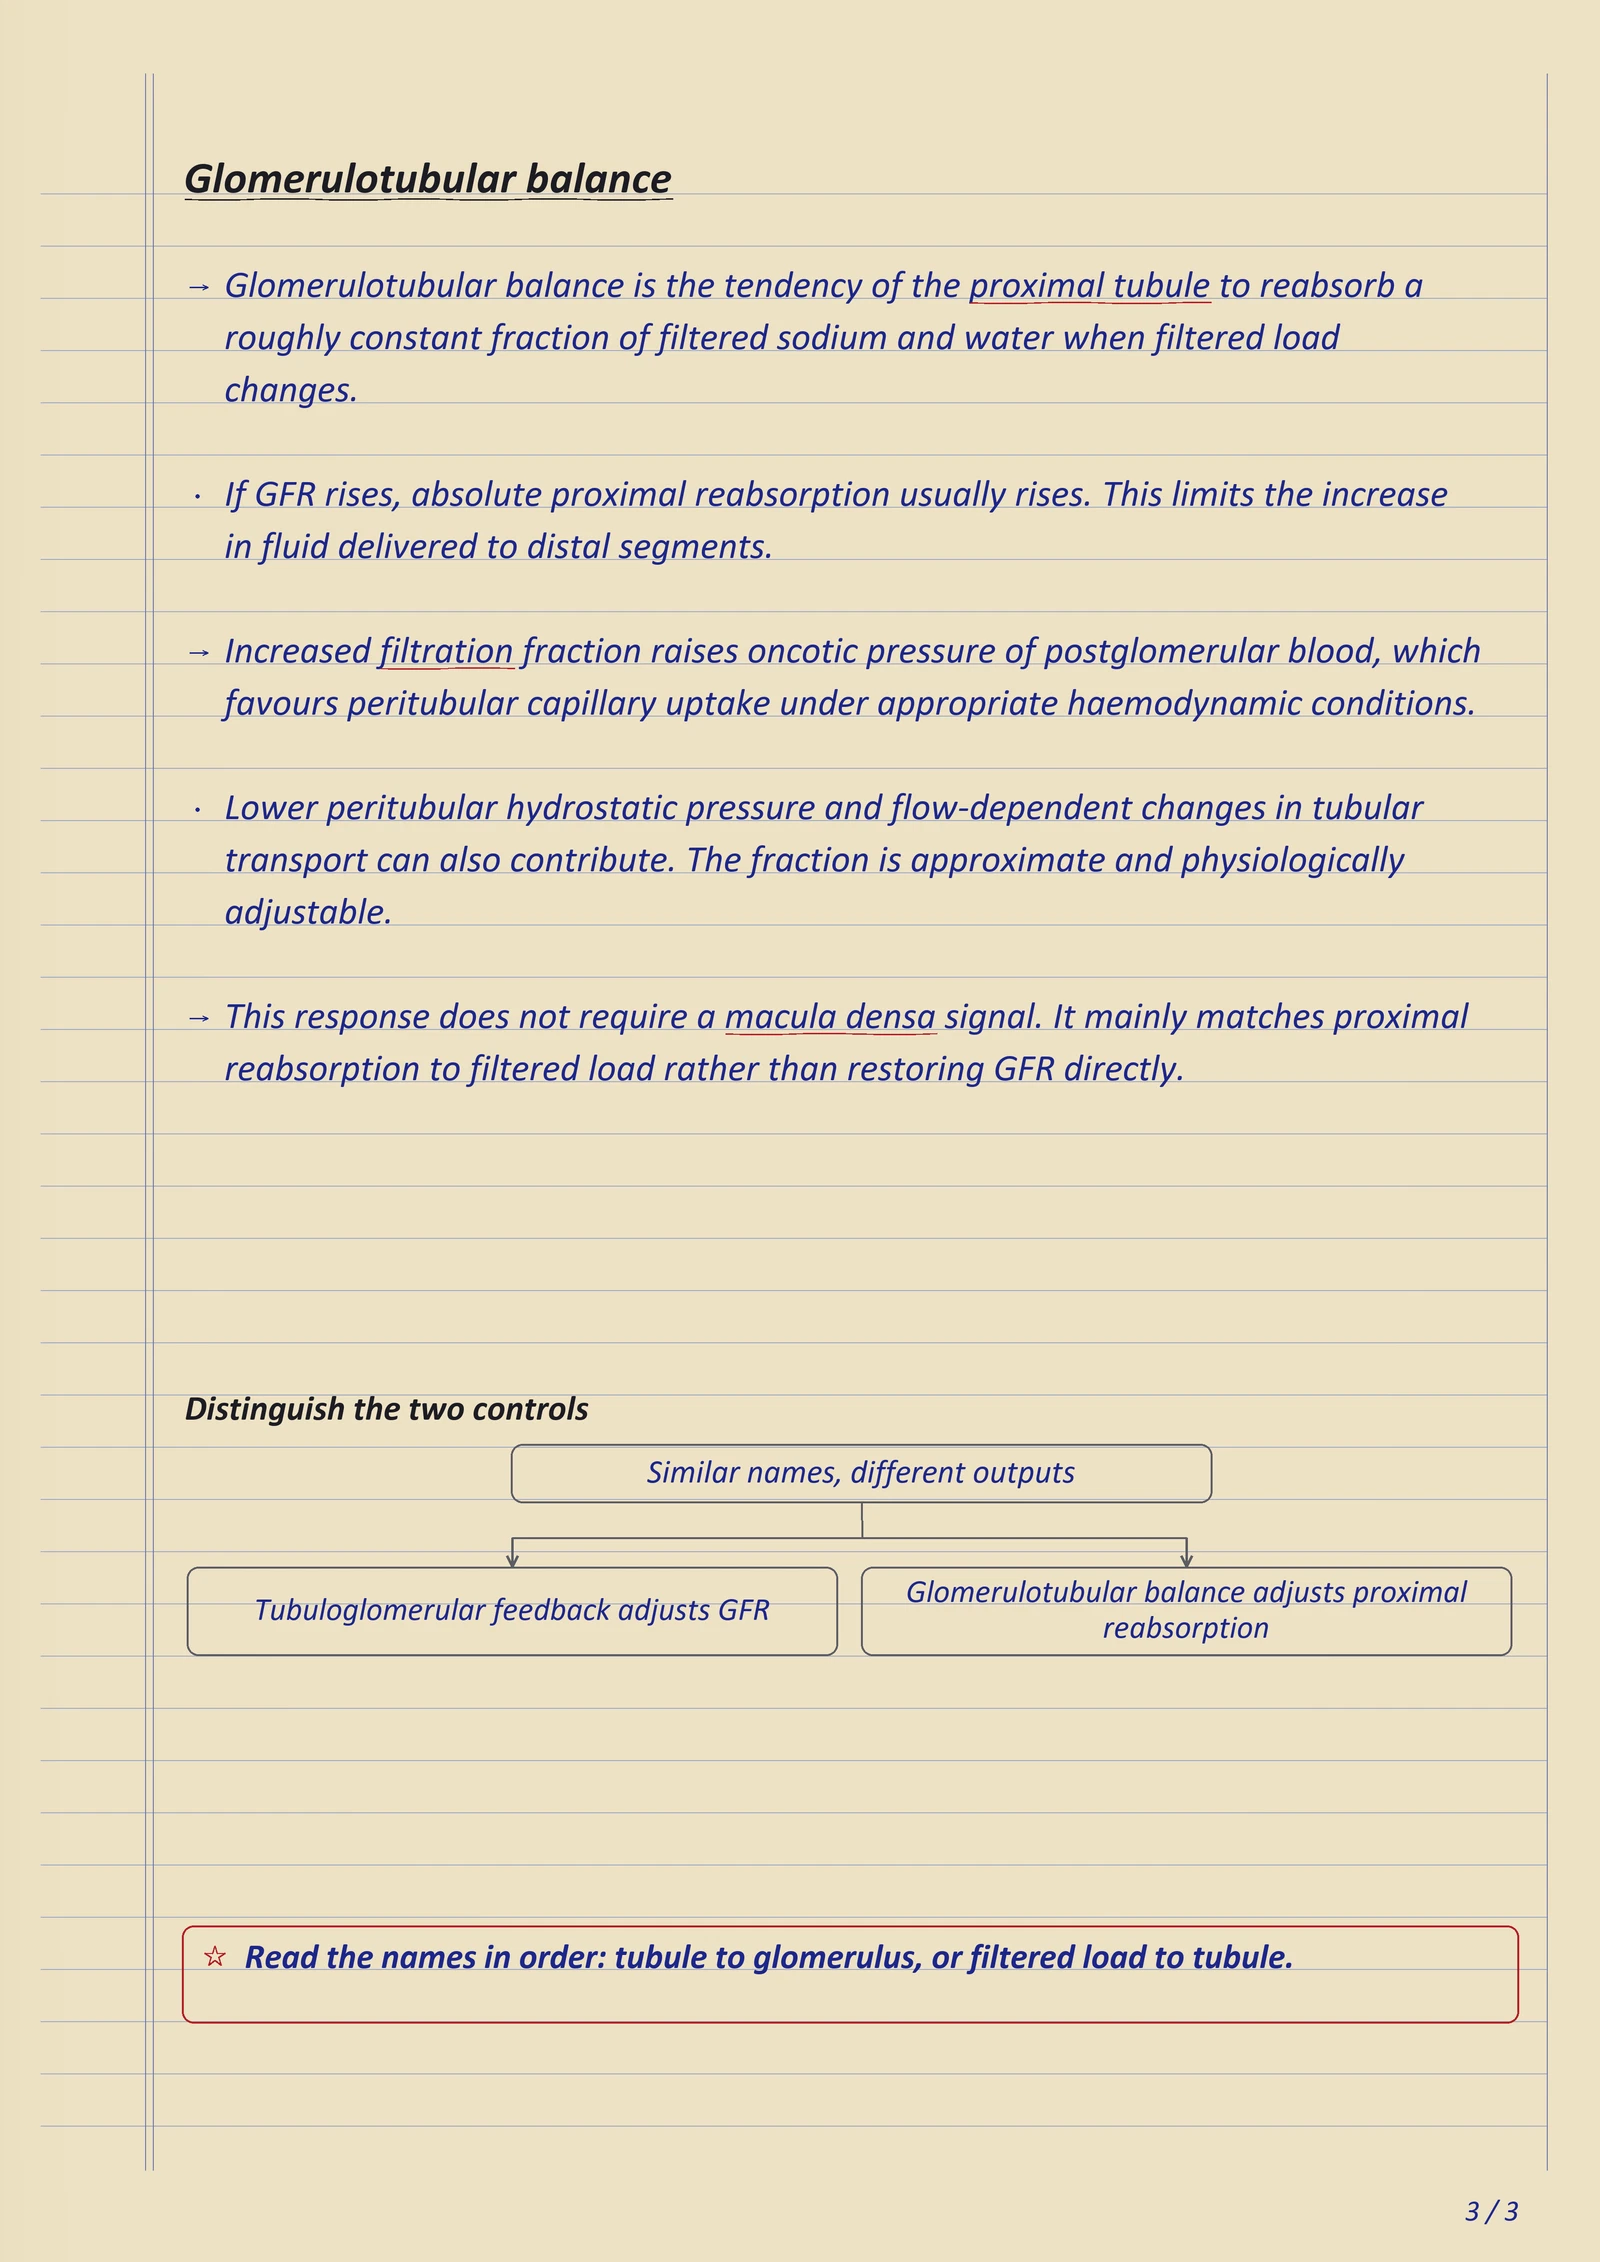 Glomerulotubular balance
→ Glomerulotubular balance is the tendency of the proximal tubule to reabsorb a
roughly constant fraction of filtered sodium and water when filtered load
changes.
· If GFR rises, absolute proximal reabsorption usually rises. This limits the increase
in fluid delivered to distal segments.
→ Increased filtration fraction raises oncotic pressure of postglomerular blood, which
favours peritubular capillary uptake under appropriate haemodynamic conditions.
· Lower peritubular hydrostatic pressure and flow-dependent changes in tubular
transport can also contribute. The fraction is approximate and physiologically
adjustable.
→ This response does not require a macula densa signal. It mainly matches proximal
reabsorption to filtered load rather than restoring GFR directly.
Distinguish the two controls
Similar names, different outputs
Tubuloglomerular feedback adjusts GFR
Glomerulotubular balance adjusts proximal
reabsorption
☆ Read the names in order: tubule to glomerulus, or filtered load to tubule.
3 / 3